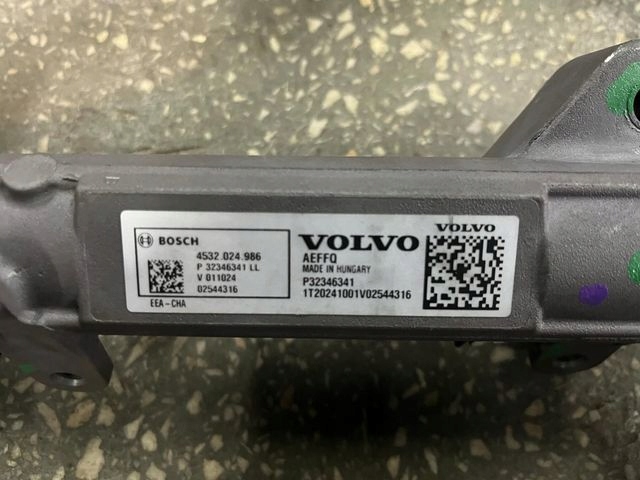 BOSCH
4532.024.986
P 32346341 LL
V 011024
02544316
EEA-CHA
VOLVO
AEFFQ
MADE IN HUNGARY
P32346341
1T20241001V02544316
VOLVO